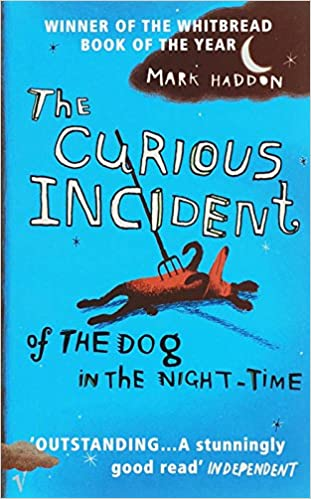 WINNER OF THE WHITBREAD
BOOK OF THE YEAR
MARK HADDON
The
CURIOUS
INCIDENT
of THE DOg
IN THE NIGHT-TIME
'OUTSTANDING...A stunningly
good read' INDEPENDENT
V